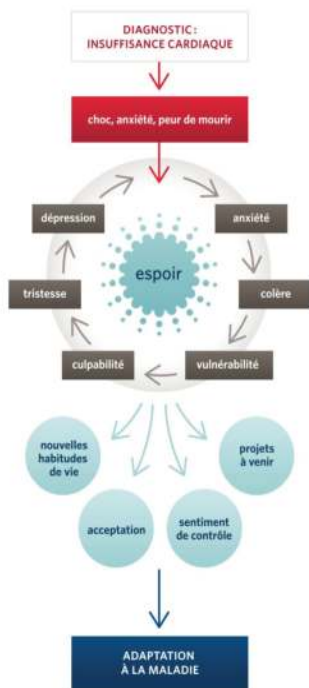 DIAGNOSTIC :
INSUFFISANCE CARDIAQUE
choc, anxiété, peur de mourir
dépression
anxiété
espoir
tristesse
colère
culpabilité
vulnérabilité
nouvelles
habitudes
de vie
projets
à venir
acceptation
sentiment
de contrôle
ADAPTATION
À LA MALADIE